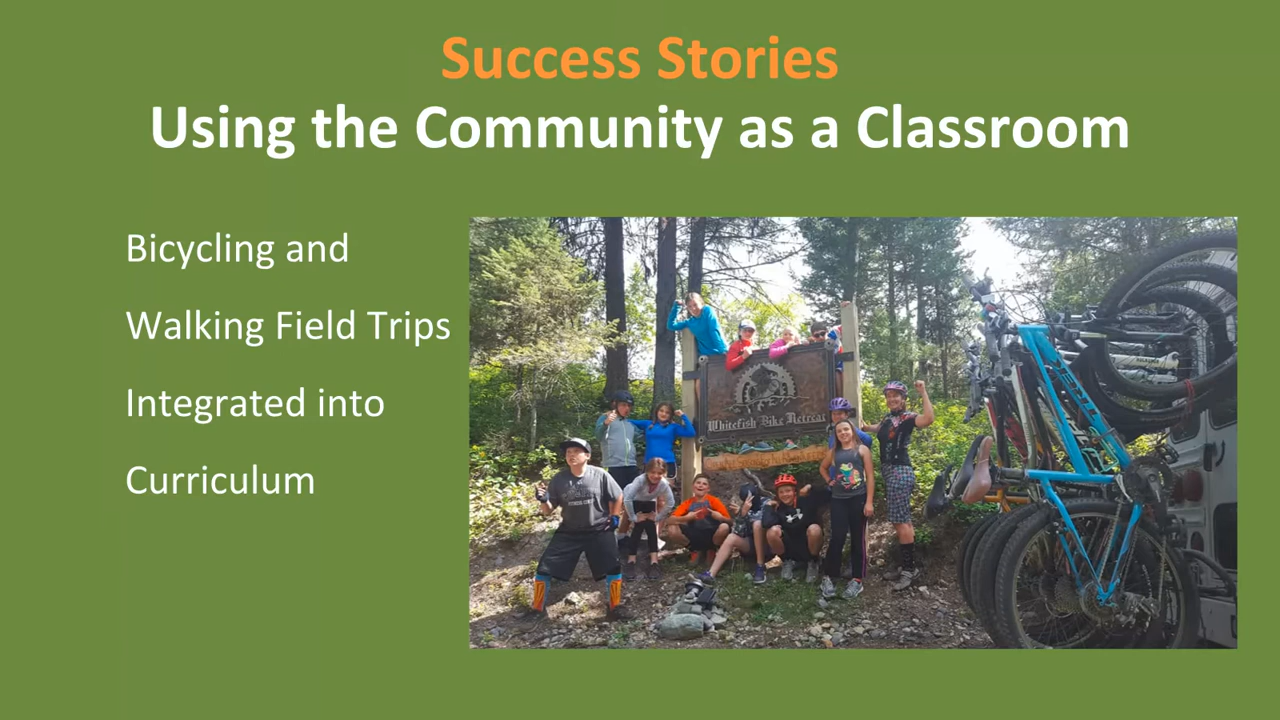 Success Stories
Using the Community as a Classroom
Bicycling and
Walking Field Trips
Integrated into
Curriculum
Whitefish Bike Retreat